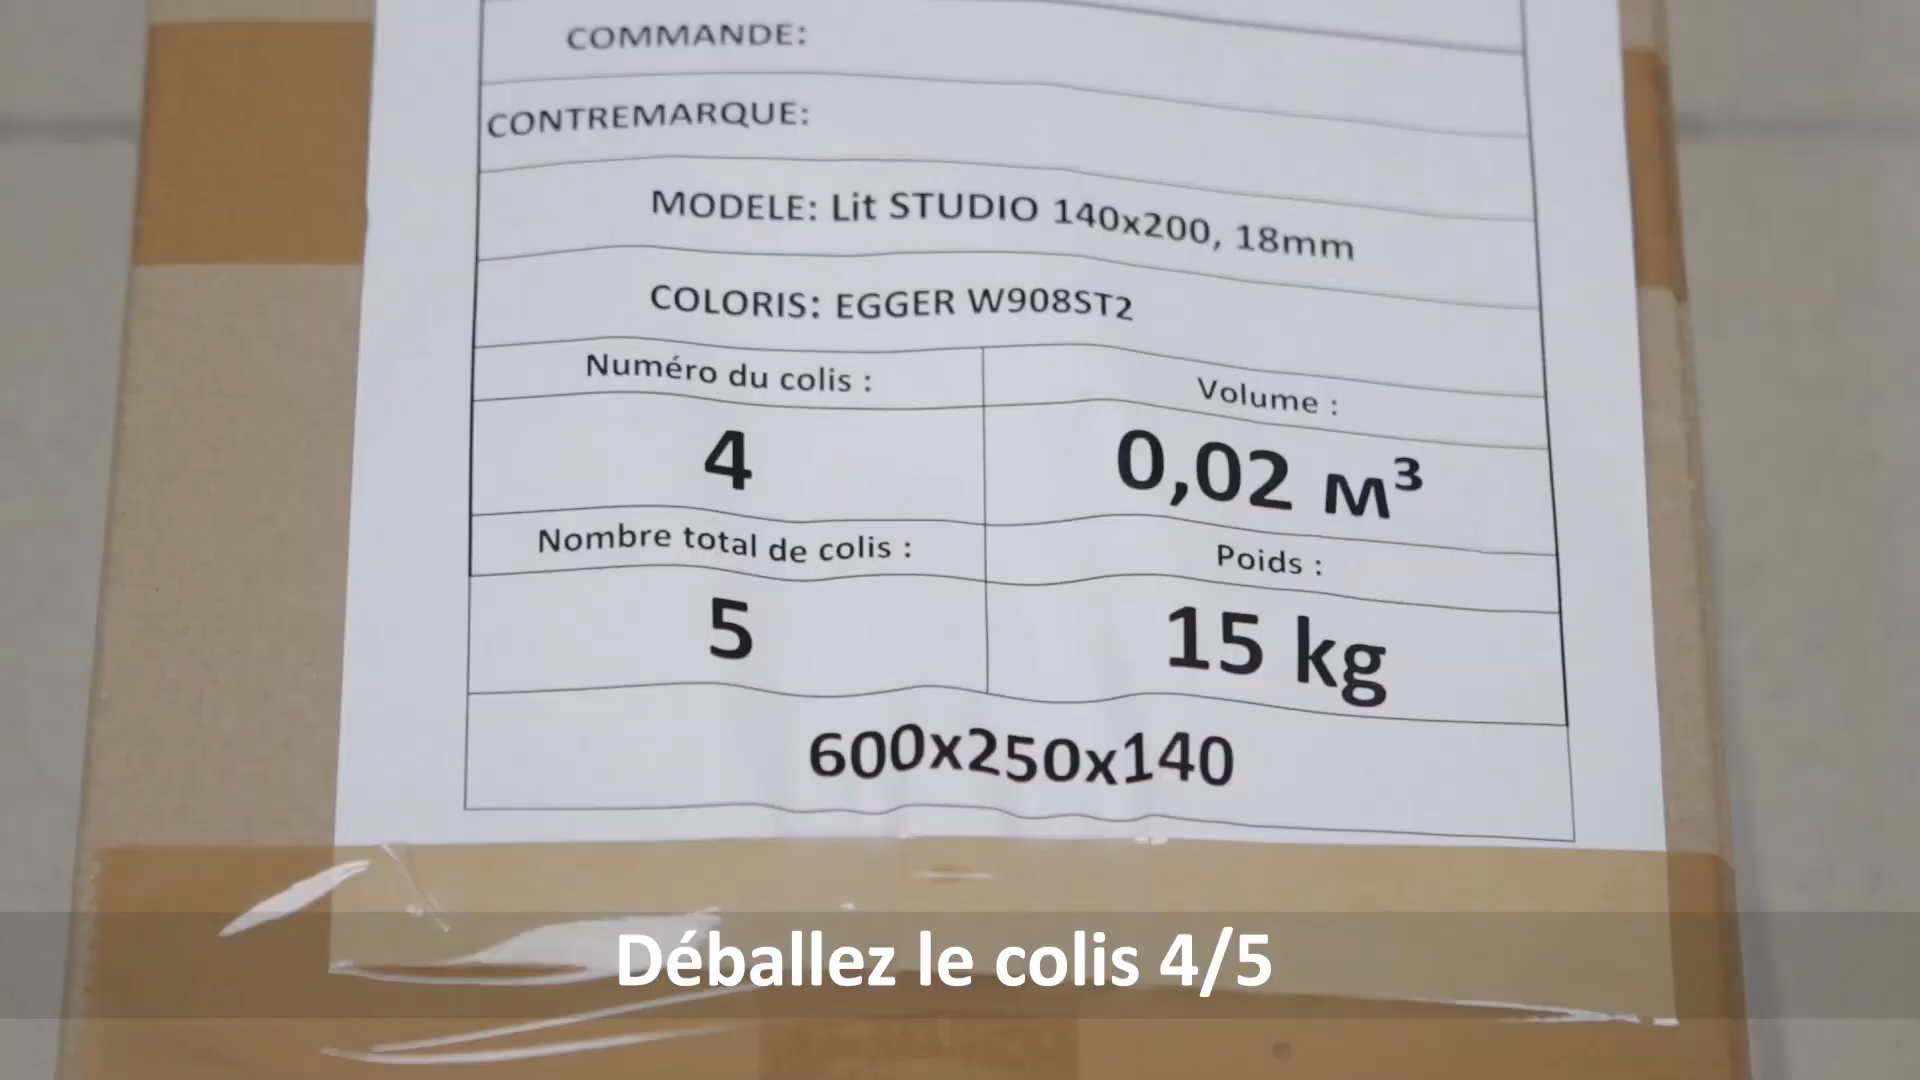 COMMANDE:
CONTREMARQUE:
MODELE: Lit STUDIO 140x200, 18mm
COLORIS: EGGER W908ST2
Numéro du colis :
Volume :
4
0,02 м³
Nombre total de colis :
Poids :
5
15 kg
600x250x140
Déballez le colis 4/5